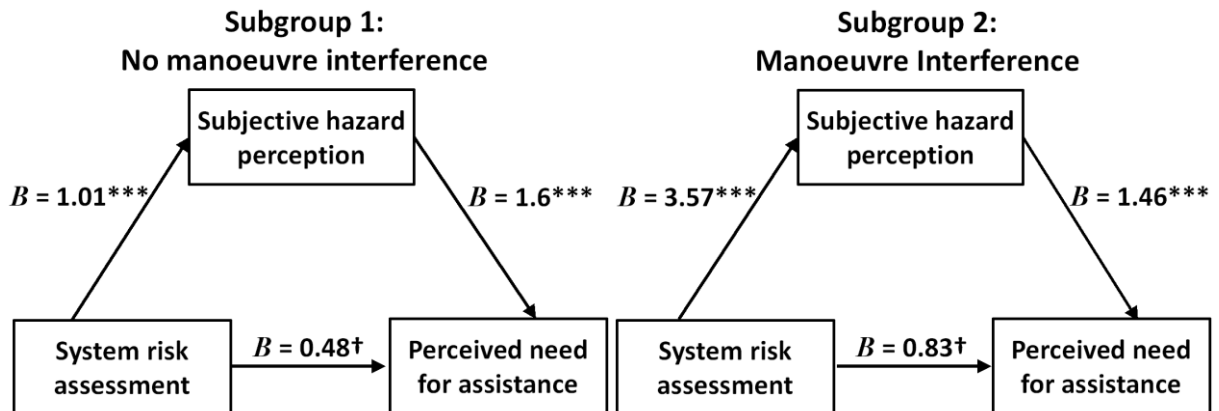 Subgroup 1:
No manoeuvre interference
Subjective hazard
perception
B = 1.01***
B = 1.6***
System risk
assessment
B = 0.48†
Perceived need
for assistance
Subgroup 2:
Manoeuvre Interference
Subjective hazard
perception
B = 3.57***
B = 1.46***
System risk
assessment
B = 0.83†
Perceived need
for assistance